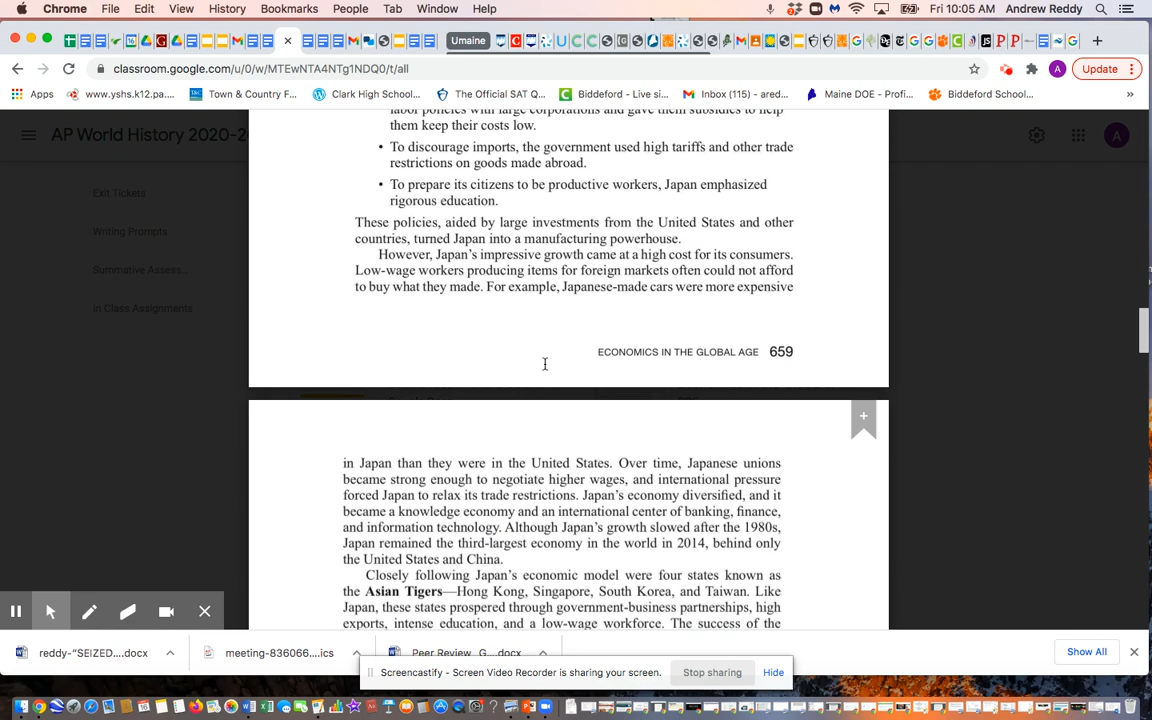 Chrome File Edit View History Bookmarks People Tab Window Help Fri 10:05 AM Andrew Reddy
Umaine
classroom.google.com/u/0/w/MTEwNTA4NTg1NDQ0/t/all Update
Apps www.yshs.k12.pa.... Town & Country F... Clark High School... The Official SAT Q... Biddeford - Live si... Inbox (115) - ared... Maine DOE - Profi... Biddeford School...
AP World History 2020-2
A
Exit Tickets
Writing Prompts
Summative Assess...
In Class Assignments
labor policies with large corporations and gave them subsidies to help
them keep their costs low.
• To discourage imports, the government used high tariffs and other trade
restrictions on goods made abroad.
• To prepare its citizens to be productive workers, Japan emphasized
rigorous education.
These policies, aided by large investments from the United States and other
countries, turned Japan into a manufacturing powerhouse.
However, Japan's impressive growth came at a high cost for its consumers.
Low-wage workers producing items for foreign markets often could not afford
to buy what they made. For example, Japanese-made cars were more expensive
ECONOMICS IN THE GLOBAL AGE 659
in Japan than they were in the United States. Over time, Japanese unions
became strong enough to negotiate higher wages, and international pressure
forced Japan to relax its trade restrictions. Japan's economy diversified, and it
became a knowledge economy and an international center of banking, finance,
and information technology. Although Japan's growth slowed after the 1980s,
Japan remained the third-largest economy in the world in 2014, behind only
the United States and China.
Closely following Japan's economic model were four states known as
the Asian Tigers—Hong Kong, Singapore, South Korea, and Taiwan. Like
Japan, these states prospered through government-business partnerships, high
exports, intense education, and a low-wage workforce. The success of the
reddy-“SEIZED....docx meeting-836066....ics Peer Review_G....docx Show All
Screencastify - Screen Video Recorder is sharing your screen. Stop sharing Hide